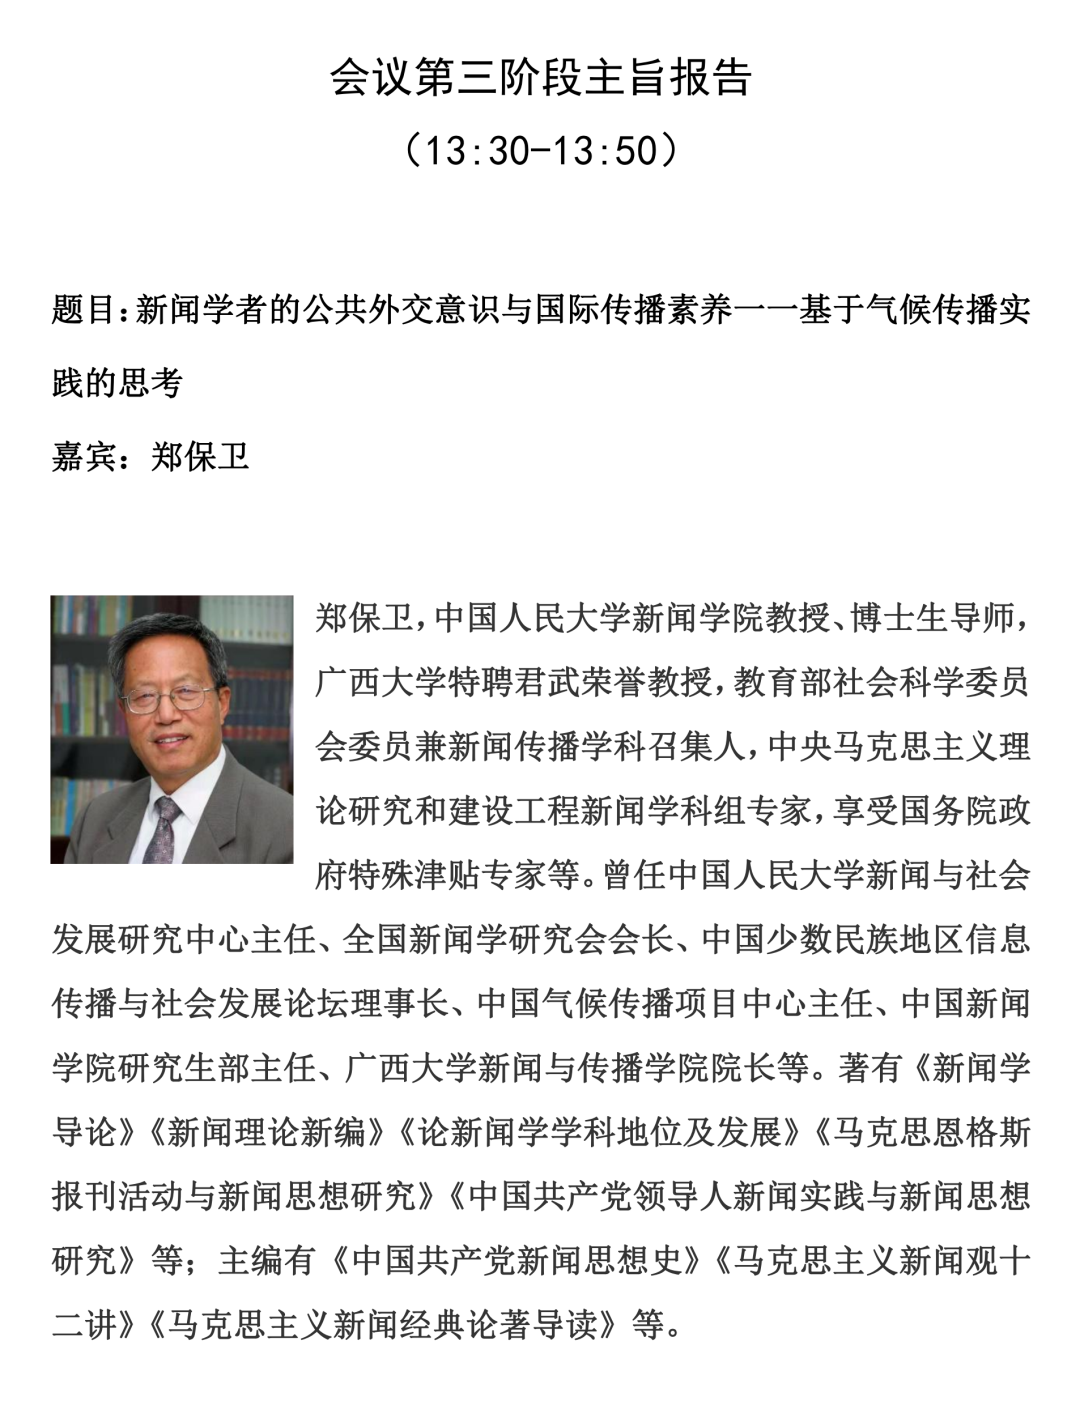 会议第三阶段主旨报告
（13:30-13:50）
题目：新闻学者的公共外交意识与国际传播素养一一基于气候传播实
践的思考
嘉宾：郑保卫
郑保卫，中国人民大学新闻学院教授、博士生导师，
广西大学特聘君武荣誉教授，教育部社会科学委员
会委员兼新闻传播学科召集人，中央马克思主义理
论研究和建设工程新闻学科组专家，享受国务院政
府特殊津贴专家等。曾任中国人民大学新闻与社会
发展研究中心主任、全国新闻学研究会会长、中国少数民族地区信息
传播与社会发展论坛理事长、中国气候传播项目中心主任、中国新闻
学院研究生部主任、广西大学新闻与传播学院院长等。著有《新闻学
导论》《新闻理论新编》《论新闻学学科地位及发展》《马克思恩格斯
报刊活动与新闻思想研究》《中国共产党领导人新闻实践与新闻思想
研究》等；主编有《中国共产党新闻思想史》《马克思主义新闻观十
二讲》《马克思主义新闻经典论著导读》等。